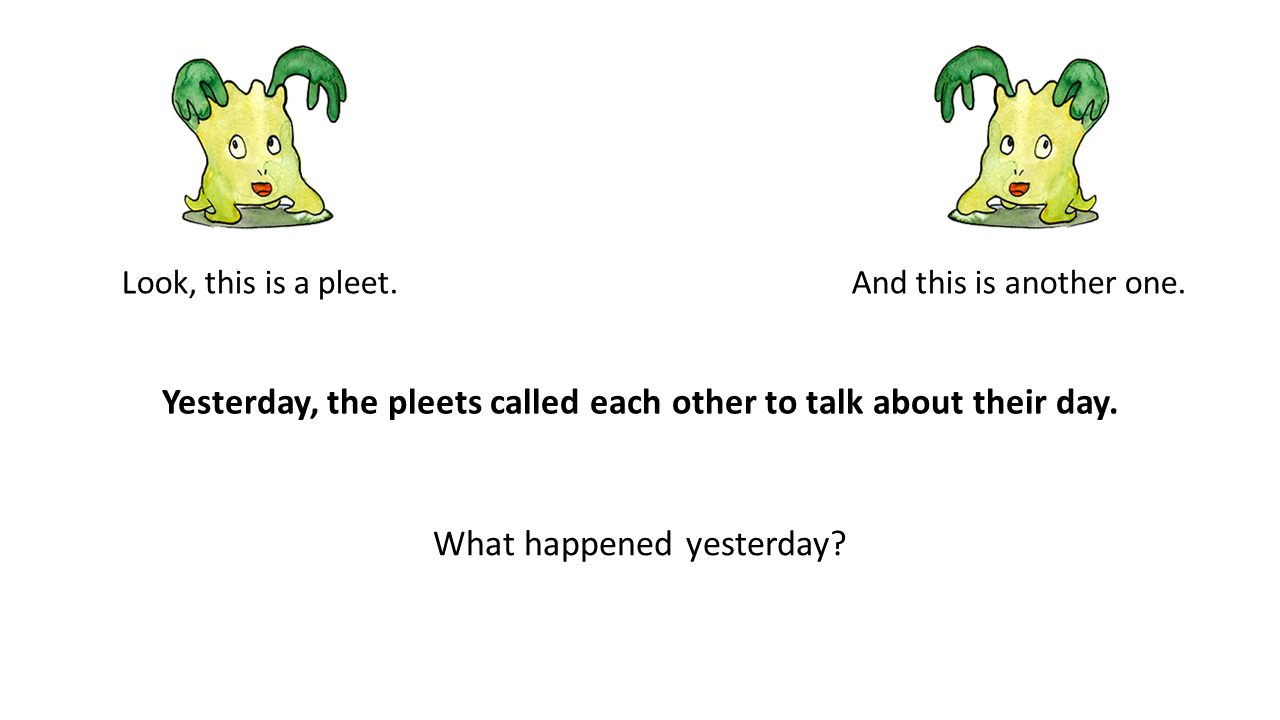 Look, this is a pleet.
And this is another one.
Yesterday, the pleets called each other to talk about their day.
What happened yesterday?